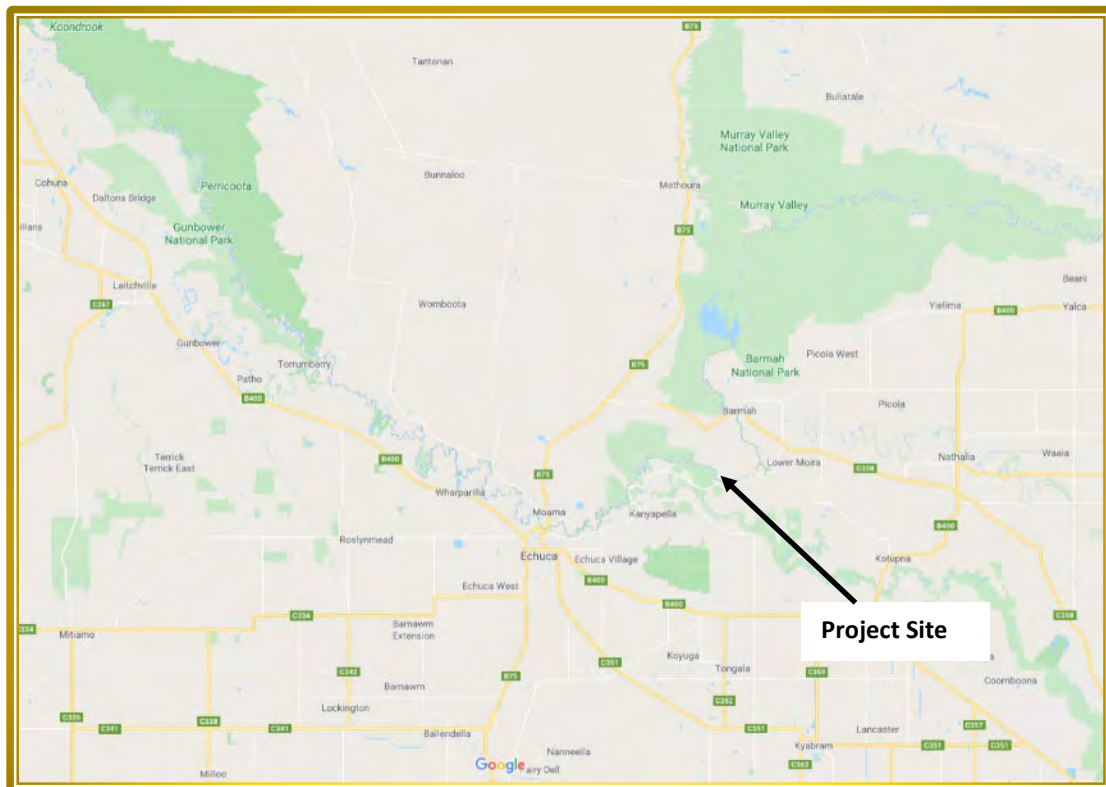 Koondrook
Tantonan
B75
Bullatale
Murray Valley
National Park
Cohuna
Daltons Bridge
Perricoota
Bunnaloo
Mathoura
Murray Valley
illans
Gunbower
National Park
B75
Leitchville
C267
Womboota
Yielima
Yalca
B400
Gunbower
Torrumbarry
Barmah
National Park
Picola West
B75
Patho
B400
Barmah
Picola
Terrick
Terrick East
B400
B75
Lower Moira
C358
Nathalia
Waaia
Wharparilla
Moama
Kanyapella
B400
Roslynmead
Echuca
Echuca Village
Kotupna
Echuca West
B400
B400
C334
C334
Project Site
C358
Mitiamo
Barnawm
Extension
C351
Koyuga
Tongala
a
C342
B75
C359
Coomboona
Barnawm
C352
Lockington
C336
C338
C341
C341
Ballendella
C351
Lancaster
C357
C351
C351
Nanneella
Kyabram
Milloo
Google
airy Dell
C362